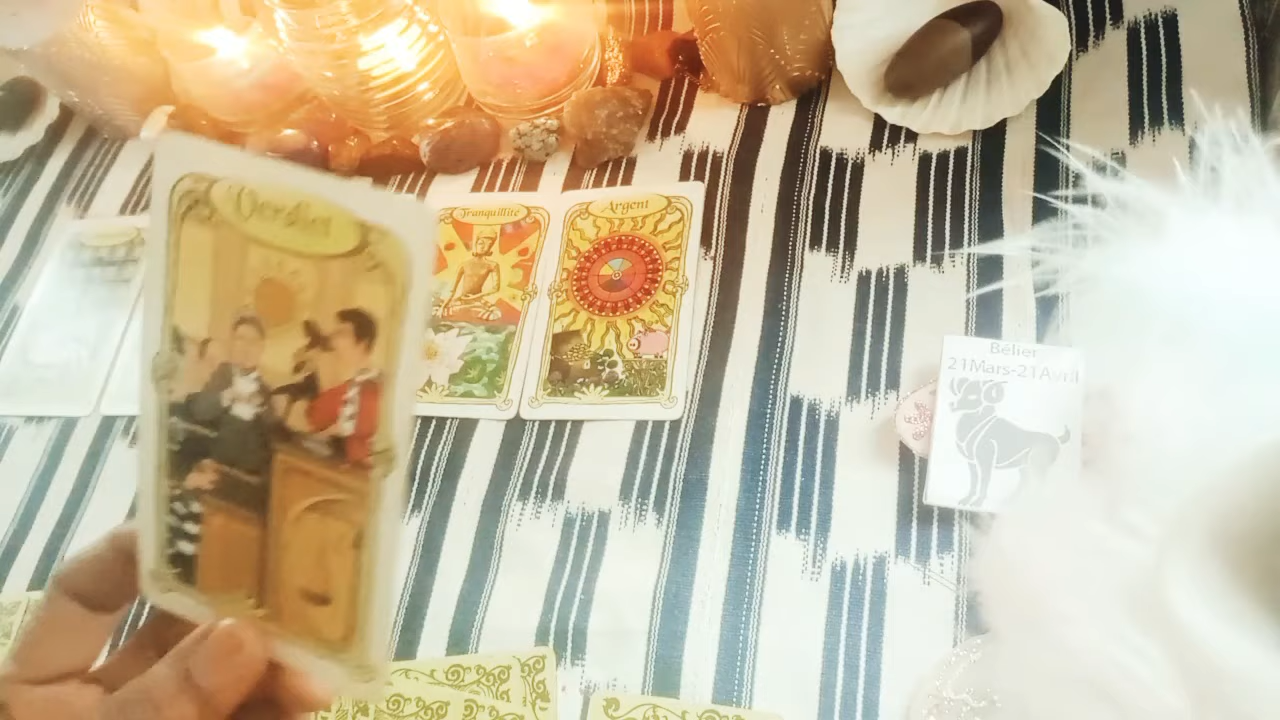 Verdict
Tranquillité
Argent
Bélier
21Mars-21Avril